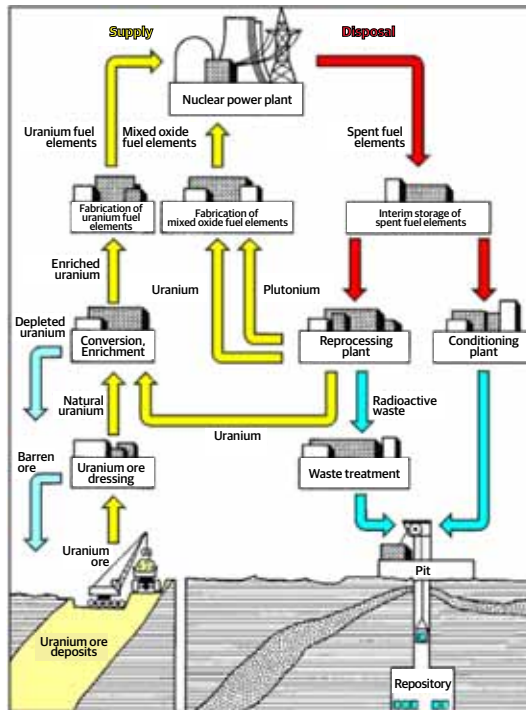 Supply
Disposal
Nuclear power plant
Uranium fuel
elements
Mixed oxide
fuel elements
Spent fuel
elements
Fabrication of
uranium fuel
elements
Fabrication of
mixed oxide fuel elements
Interim storage of
spent fuel elements
Enriched
uranium
Uranium
Plutonium
Depleted
uranium
Conversion,
Enrichment
Reprocessing
plant
Conditioning
plant
Natural
uranium
Uranium
Radioactive
waste
Barren
ore
Uranium ore
dressing
Waste treatment
Uranium
ore
Pit
Uranium ore
deposits
Repository